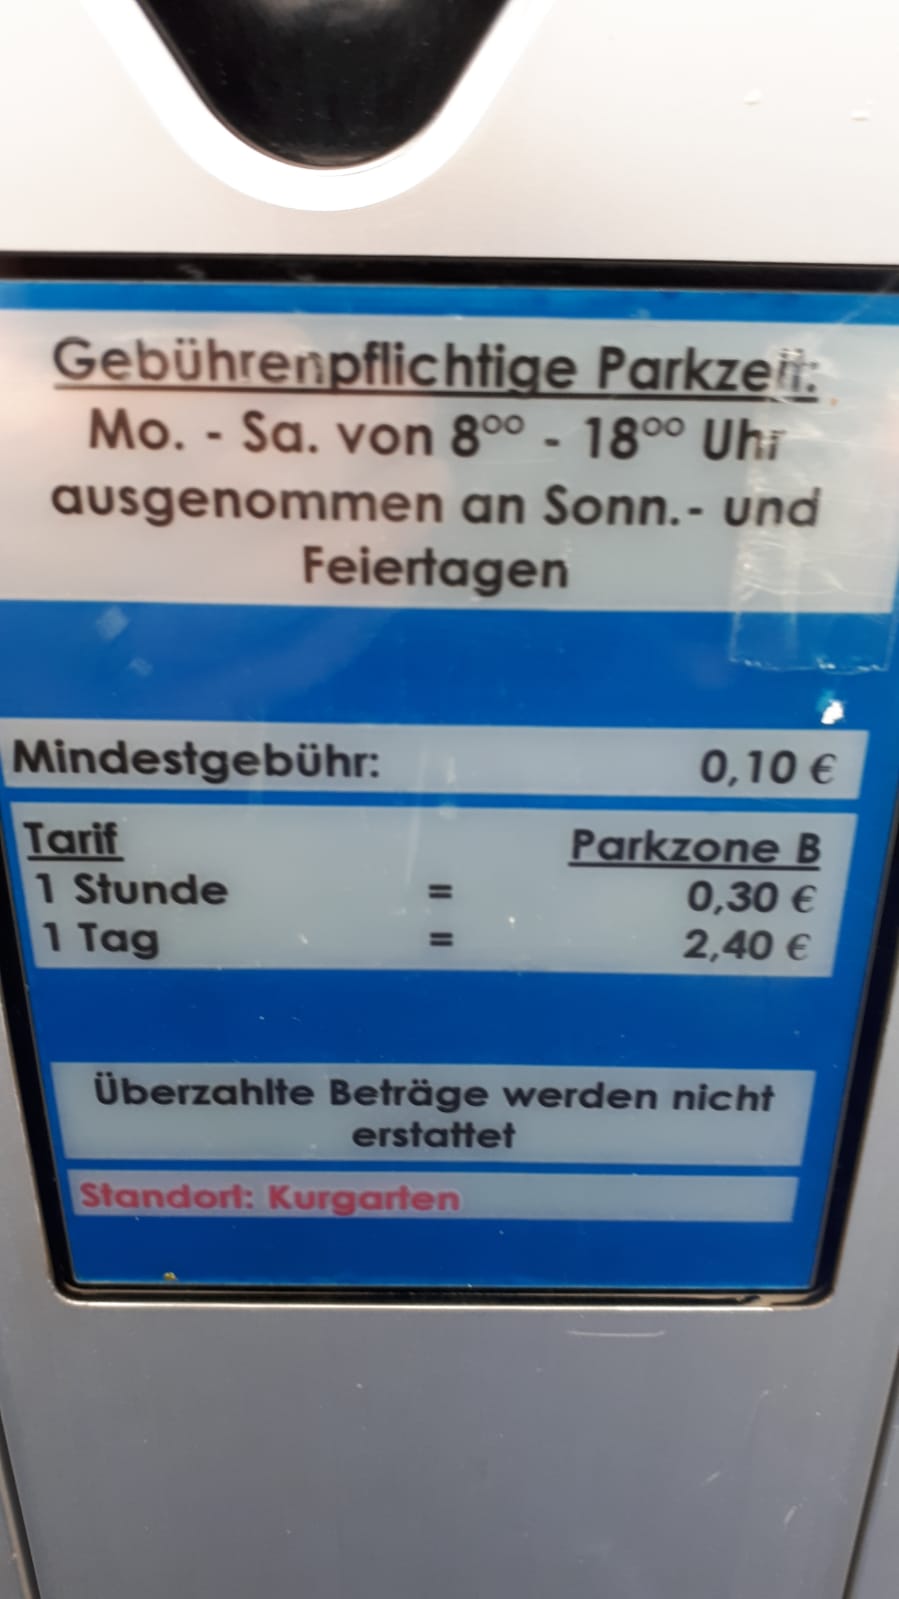 Gebührenpflichtige Parkzeit:
Mo. - Sa. von 8⁰⁰ - 18⁰⁰ Uhr
ausgenommen an Sonn.- und
Feiertagen
Mindestgebühr: 0,10 €
Tarif Parkzone B
1 Stunde = 0,30 €
1 Tag = 2,40 €
Überzahlte Beträge werden nicht
erstattet
Standort: Kurgarten